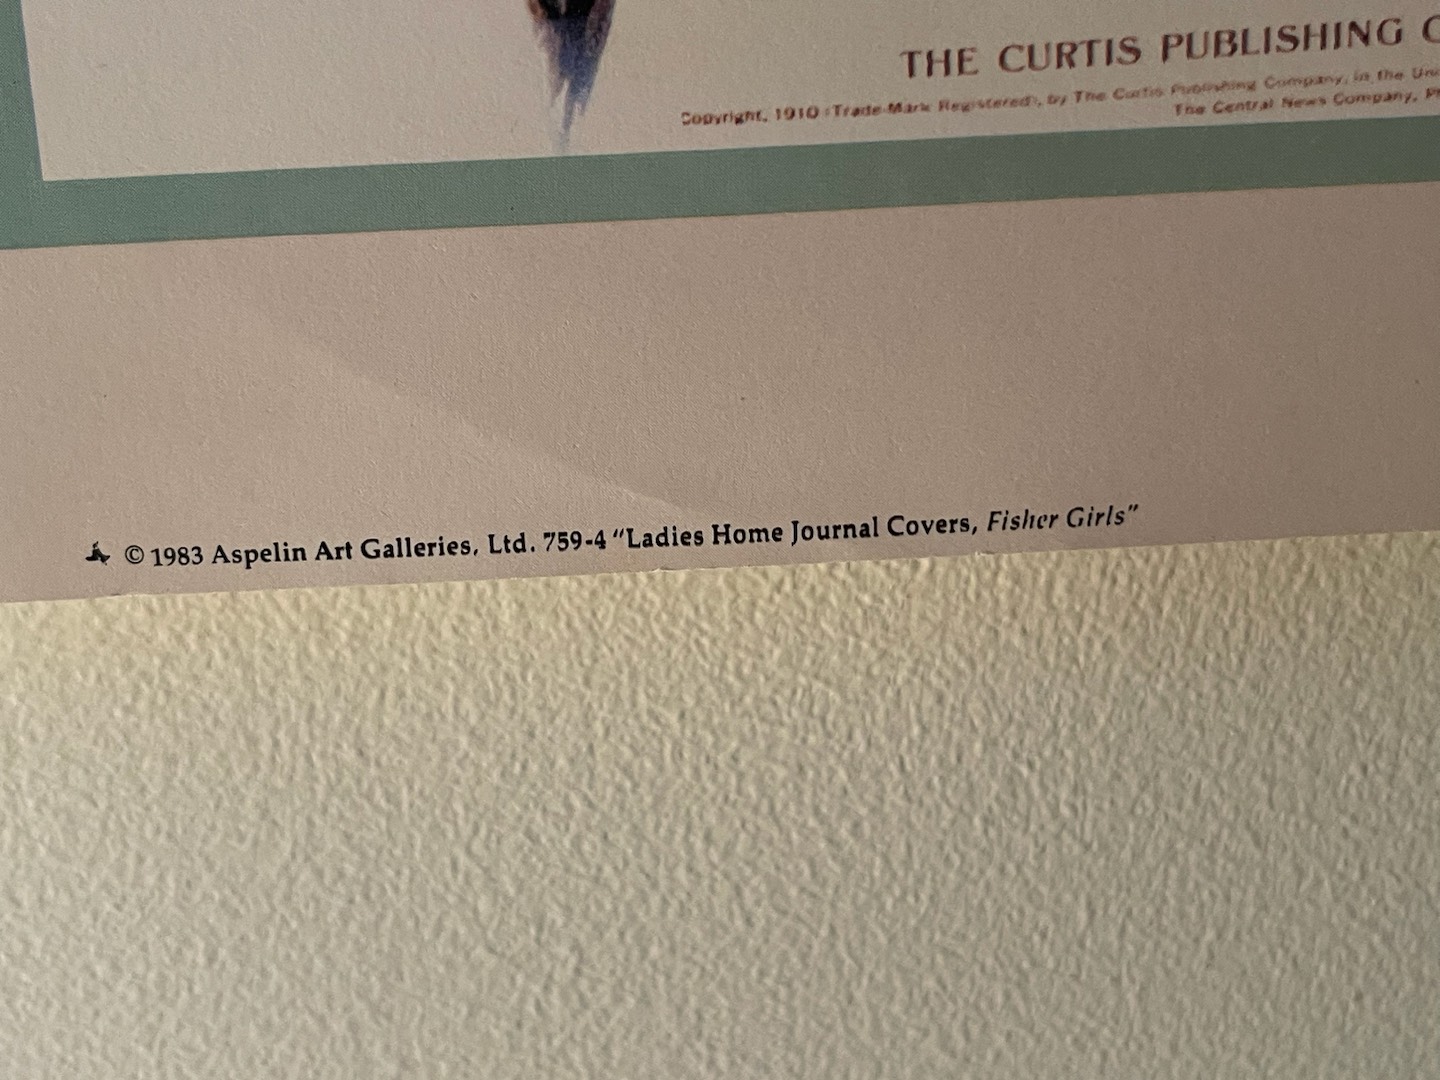 THE CURTIS PUBLISHING C
Copyright, 1910 (Trade-Mark Registered), by The Curtis Publishing Company, in the Uni
The Central News Company, P
© 1983 Aspelin Art Galleries, Ltd. 759-4 “Ladies Home Journal Covers, Fisher Girls”